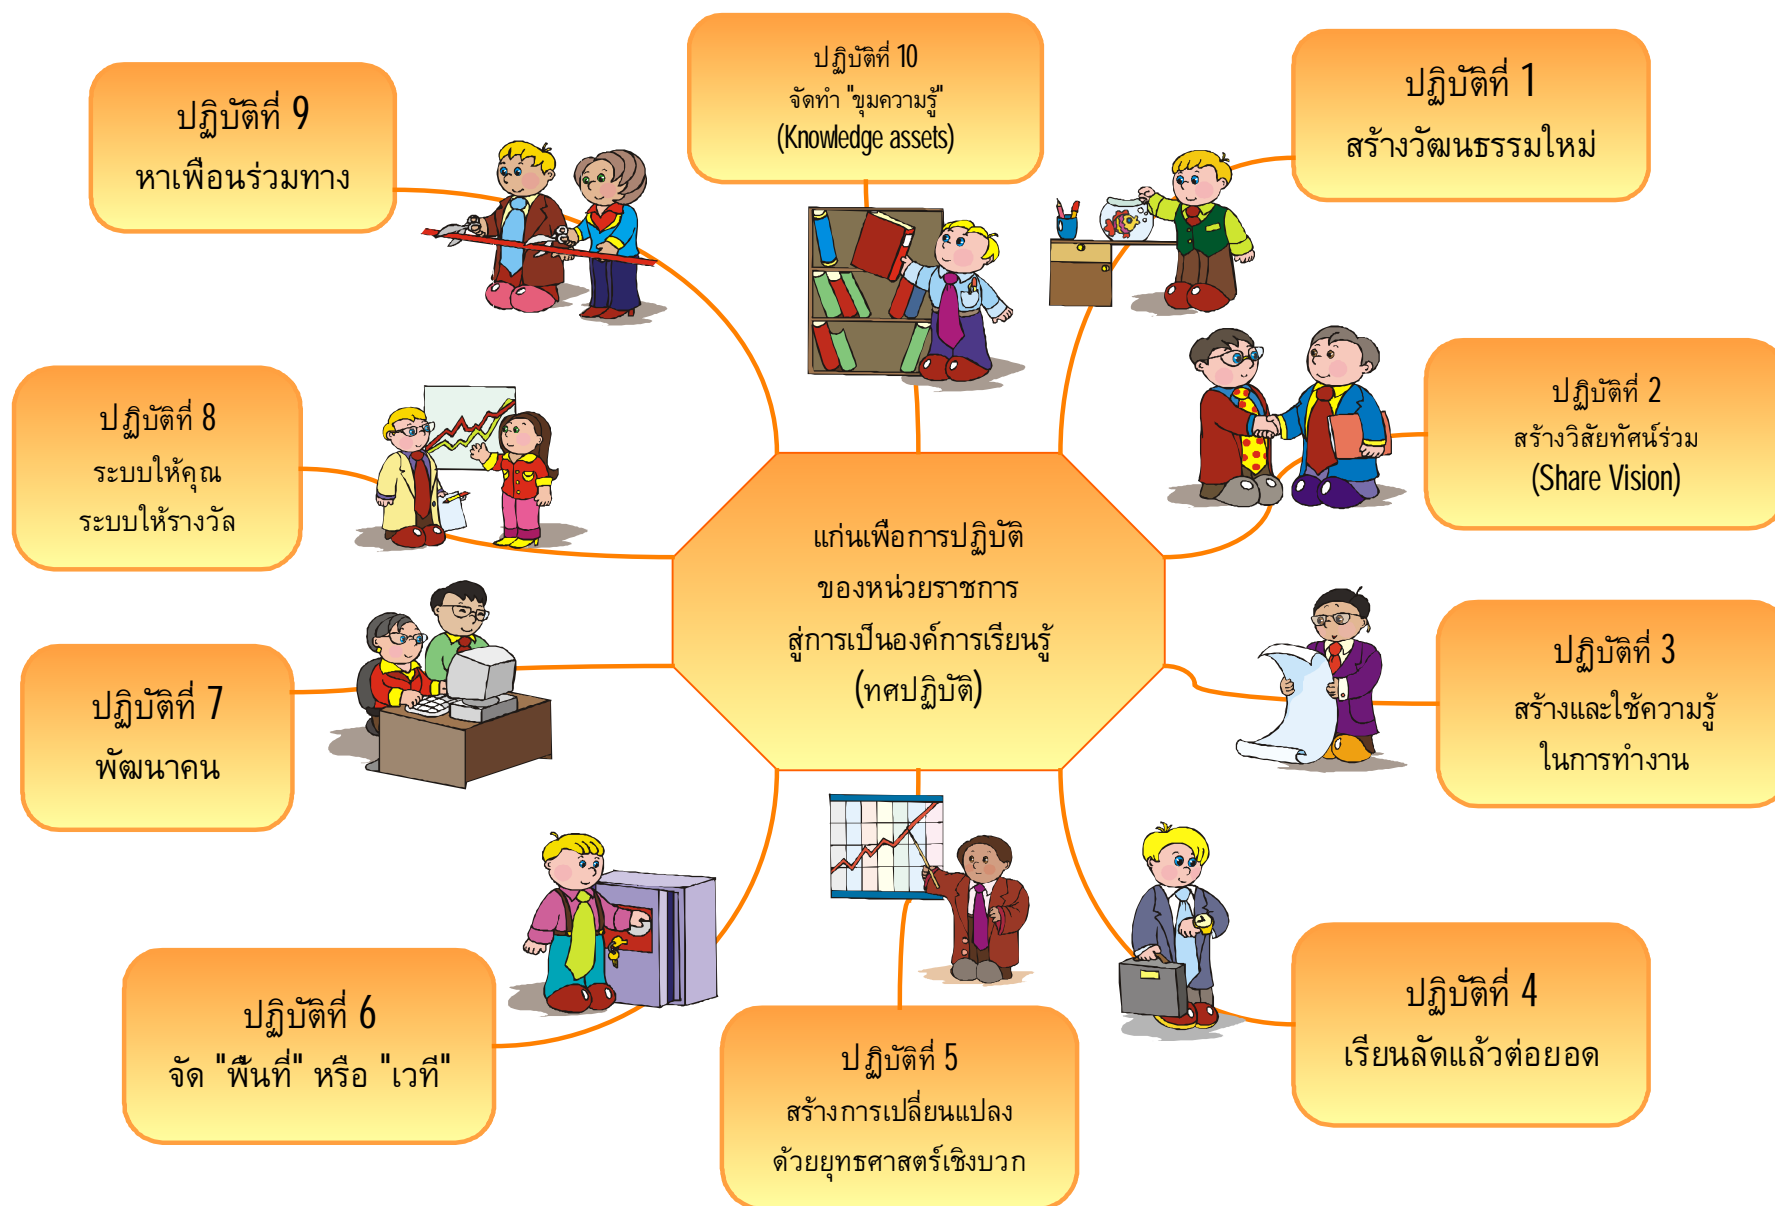 แก่นเพื่อการปฏิบัติ
ของหน่วยราชการ
สู่การเป็นองค์การเรียนรู้
(ทศปฏิบัติ)
ปฏิบัติที่ 1
สร้างวัฒนธรรมใหม่
ปฏิบัติที่ 2
สร้างวิสัยทัศน์ร่วม
(Share Vision)
ปฏิบัติที่ 3
สร้างและใช้ความรู้
ในการทำงาน
ปฏิบัติที่ 4
เรียนลัดแล้วต่อยอด
ปฏิบัติที่ 5
สร้างการเปลี่ยนแปลง
ด้วยยุทธศาสตร์เชิงบวก
ปฏิบัติที่ 6
จัด "พื้นที่" หรือ "เวที"
ปฏิบัติที่ 7
พัฒนาคน
ปฏิบัติที่ 8
ระบบให้คุณ
ระบบให้รางวัล
ปฏิบัติที่ 9
หาเพื่อนร่วมทาง
ปฏิบัติที่ 10
จัดทำ "ขุมความรู้"
(Knowledge assets)